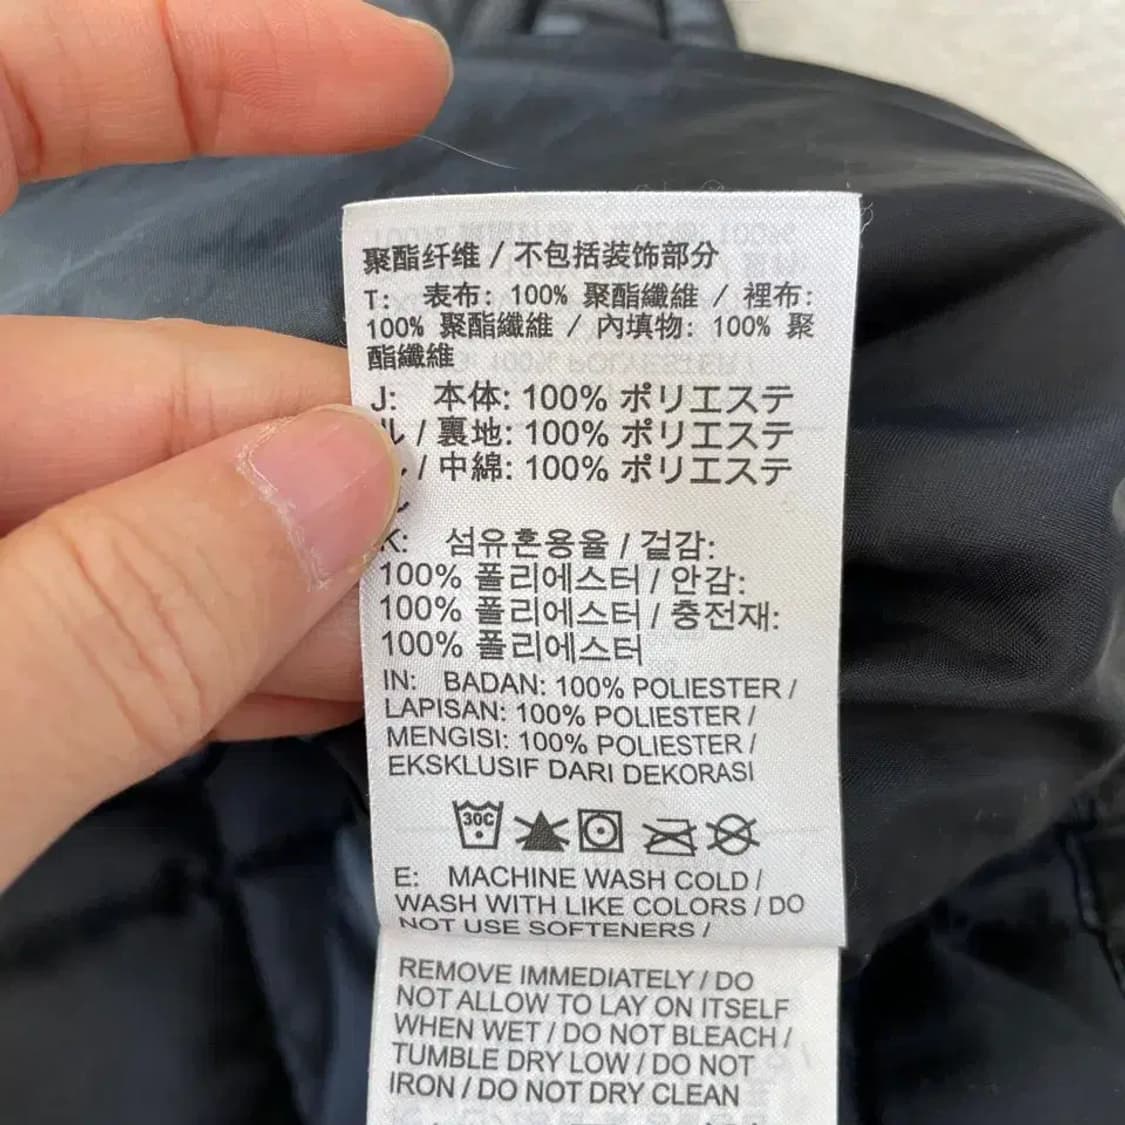 聚酯纤维 / 不包括装饰部分
T: 表布: 100% 聚酯纖維 / 裡布:
100% 聚酯纖維 / 內填物: 100% 聚
酯纖維
J: 本体: 100% ポリエステ
ル / 裏地: 100% ポリエステ
/ 中綿: 100% ポリエステ
K: 섬유혼용율 / 겉감:
100% 폴리에스터 / 안감:
100% 폴리에스터 / 충전재:
100% 폴리에스터
IN: BADAN: 100% POLIESTER /
LAPISAN: 100% POLIESTER /
MENGISI: 100% POLIESTER /
EKSKLUSIF DARI DEKORASI
30C
E: MACHINE WASH COLD /
WASH WITH LIKE COLORS / DO
NOT USE SOFTENERS /
REMOVE IMMEDIATELY / DO
NOT ALLOW TO LAY ON ITSELF
WHEN WET / DO NOT BLEACH /
TUMBLE DRY LOW / DO NOT
IRON / DO NOT DRY CLEAN